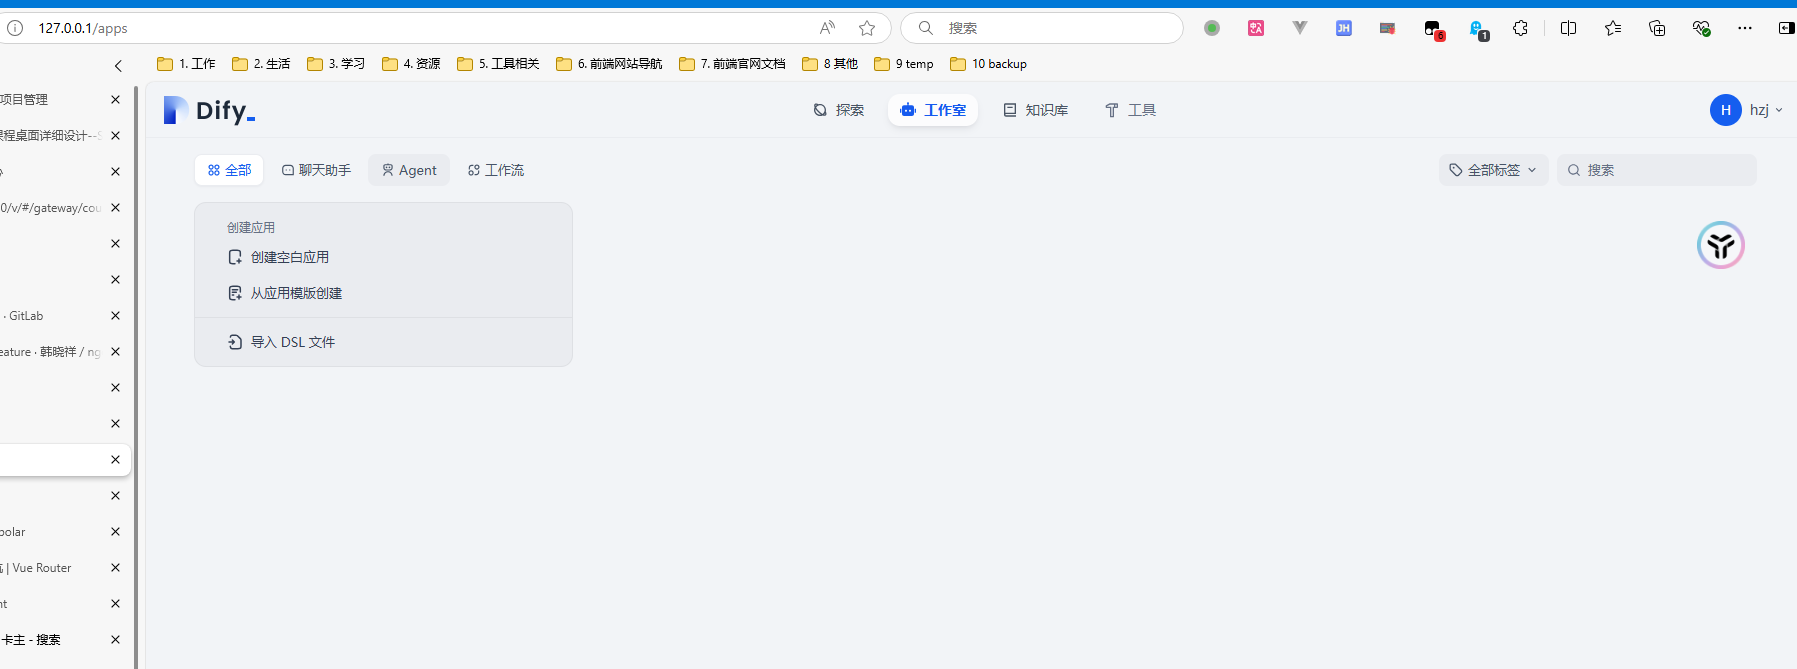 127.0.0.1/apps
搜索
6
1
1. 工作
2. 生活
3. 学习
4. 资源
5. 工具相关
6. 前端网站导航
7. 前端官网文档
8 其他
9 temp
10 backup
项目管理
程桌面详细设计--
0/v/#/gateway/cou
· GitLab
eature · 韩晓祥 / ng
polar
| Vue Router
nt
卡主 - 搜索
Dify_
探索
工作室
知识库
工具
H
hzj
全部
聊天助手
Agent
工作流
全部标签
搜索
创建应用
创建空白应用
从应用模版创建
导入 DSL 文件